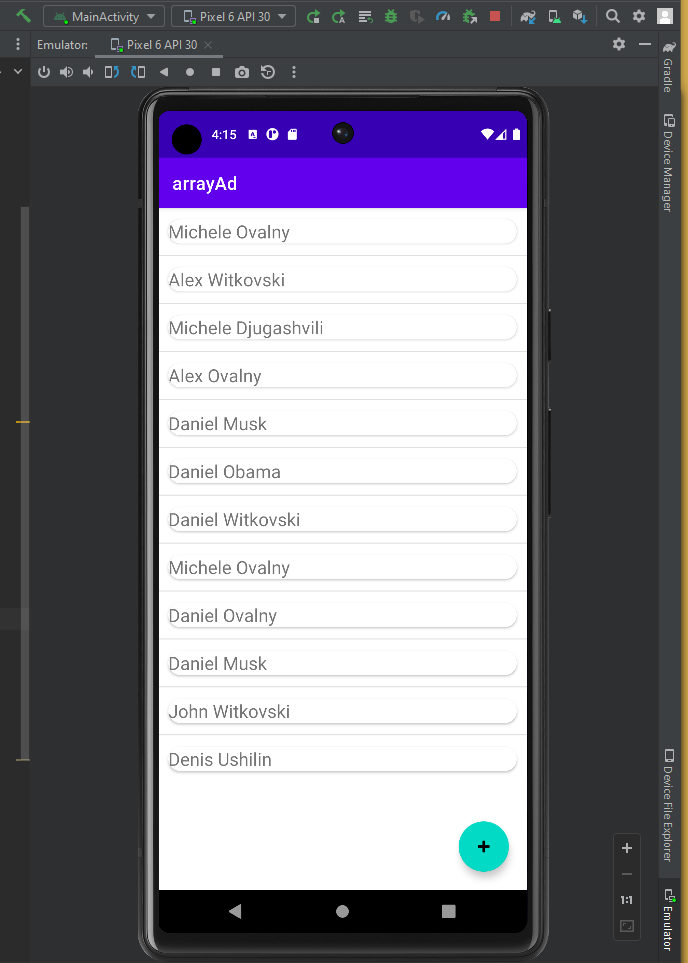 MainActivity
Pixel 6 API 30
Emulator:
Pixel 6 API 30
4:15
arrayAd
Michele Ovalny
Alex Witkovski
Michele Djugashvili
Alex Ovalny
Daniel Musk
Daniel Obama
Daniel Witkovski
Michele Ovalny
Daniel Ovalny
Daniel Musk
John Witkovski
Denis Ushilin
+
+
1:1
Gradle
Device Manager
Device File Explorer
Emulator